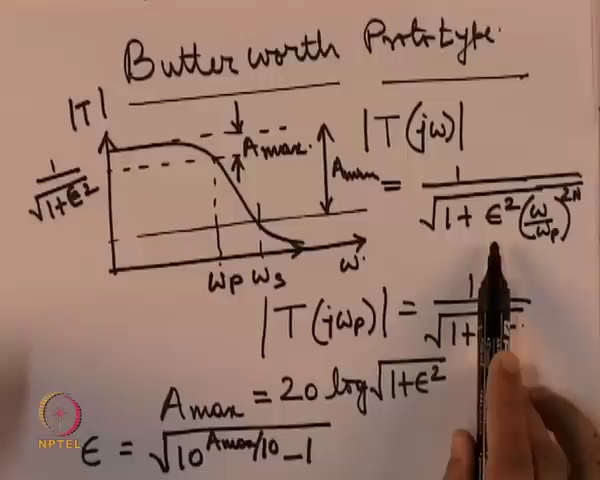 Butterworth Prototype
|T|
|T(jω)|
Amax
Amin
1/√(1+ε²)
= 1/√(1 + ε² (ω/ωp)^2N)
ωp ωs ω
|T(jωp)| = 1/√(1+
Amax = 20 log √(1+ε²)
ε = √(10^(Amax/10) – 1)
NPTEL